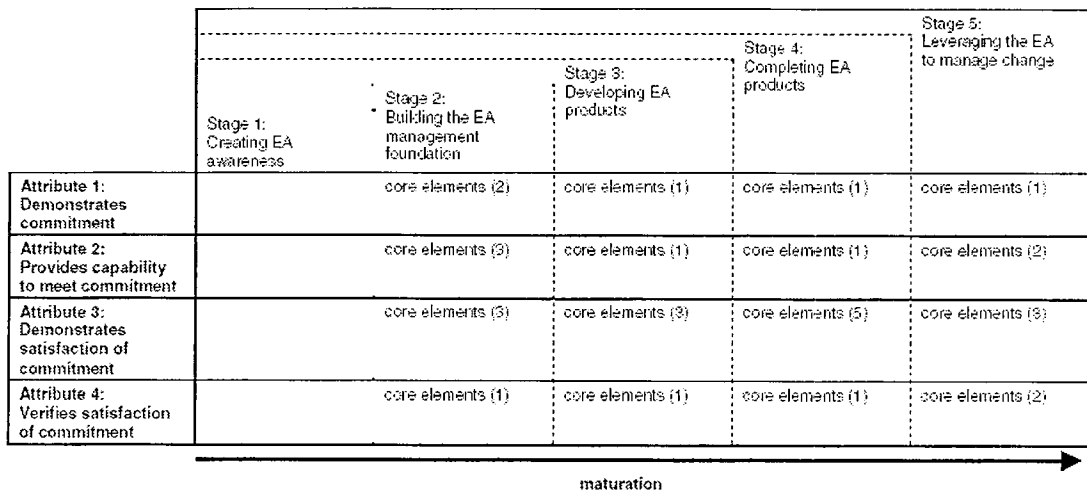 Stage 5:
Leveraging the EA
to manage change
Stage 4:
Completing EA
products
Stage 3:
Developing EA
products
Stage 2:
Building the EA
management
foundation
Stage 1:
Creating EA
awareness
Attribute 1:
Demonstrates
commitment
core elements (2)
core elements (1)
core elements (1)
core elements (1)
Attribute 2:
Provides capability
to meet commitment
core elements (3)
core elements (1)
core elements (1)
core elements (2)
Attribute 3:
Demonstrates
satisfaction of
commitment
core elements (3)
core elements (3)
core elements (5)
core elements (3)
Attribute 4:
Verifies satisfaction
of commitment
core elements (1)
core elements (1)
core elements (1)
core elements (2)
maturation